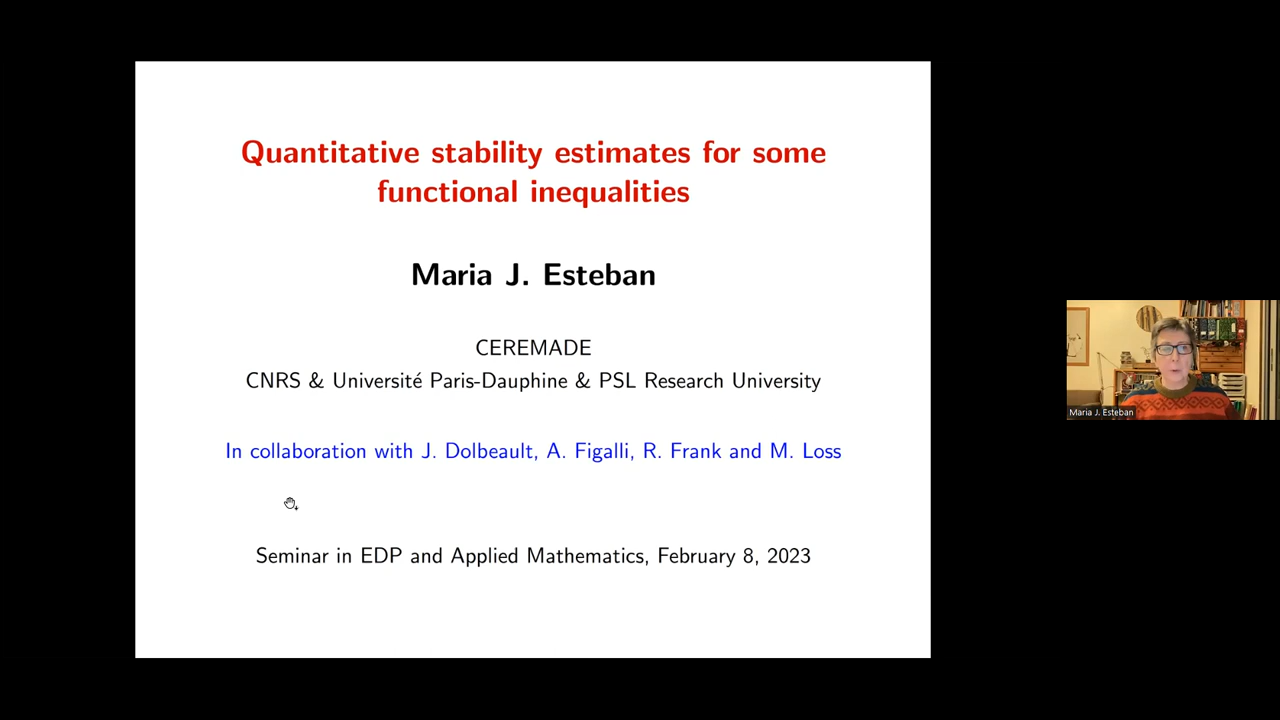 Quantitative stability estimates for some
functional inequalities
Maria J. Esteban
CEREMADE
CNRS & Université Paris-Dauphine & PSL Research University
In collaboration with J. Dolbeault, A. Figalli, R. Frank and M. Loss
Seminar in EDP and Applied Mathematics, February 8, 2023
Maria J. Esteban